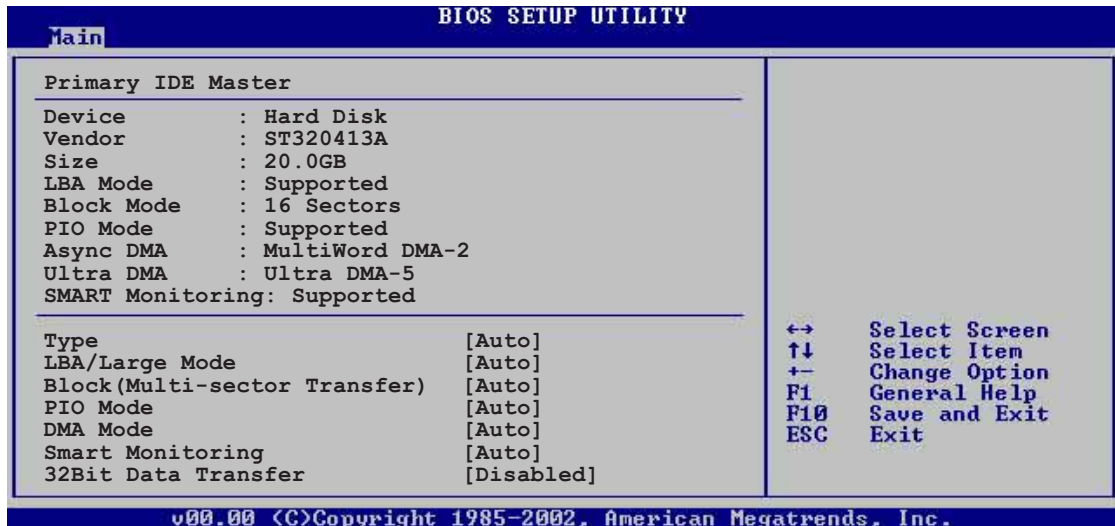 BIOS SETUP UTILITY
Main
Primary IDE Master
Device : Hard Disk
Vendor : ST320413A
Size : 20.0GB
LBA Mode : Supported
Block Mode : 16 Sectors
PIO Mode : Supported
Async DMA : MultiWord DMA-2
Ultra DMA : Ultra DMA-5
SMART Monitoring: Supported
Type [Auto]
LBA/Large Mode [Auto]
Block(Multi-sector Transfer) [Auto]
PIO Mode [Auto]
DMA Mode [Auto]
Smart Monitoring [Auto]
32Bit Data Transfer [Disabled]
←→ Select Screen
↑↓ Select Item
+- Change Option
F1 General Help
F10 Save and Exit
ESC Exit
v00.00 (C)Copyright 1985-2002, American Megatrends, Inc.